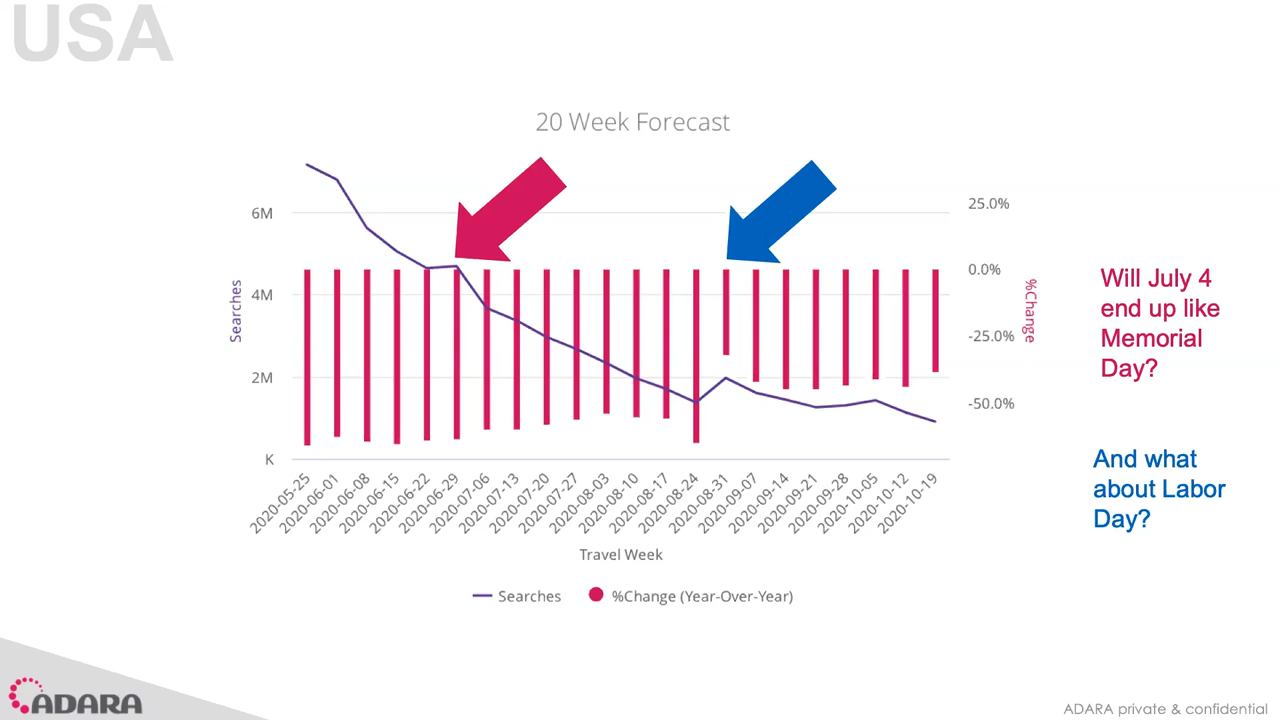 USA
20 Week Forecast
6M
4M
2M
K
Searches
25.0%
0.0%
-25.0%
-50.0%
%Change
2020-05-25
2020-06-01
2020-06-08
2020-06-15
2020-06-22
2020-06-29
2020-07-06
2020-07-13
2020-07-20
2020-07-27
2020-08-03
2020-08-10
2020-08-17
2020-08-24
2020-08-31
2020-09-07
2020-09-14
2020-09-21
2020-09-28
2020-10-05
2020-10-12
2020-10-19
Travel Week
Searches
%Change (Year-Over-Year)
Will July 4
end up like
Memorial
Day?
And what
about Labor
Day?
ADARA
ADARA private & confidential